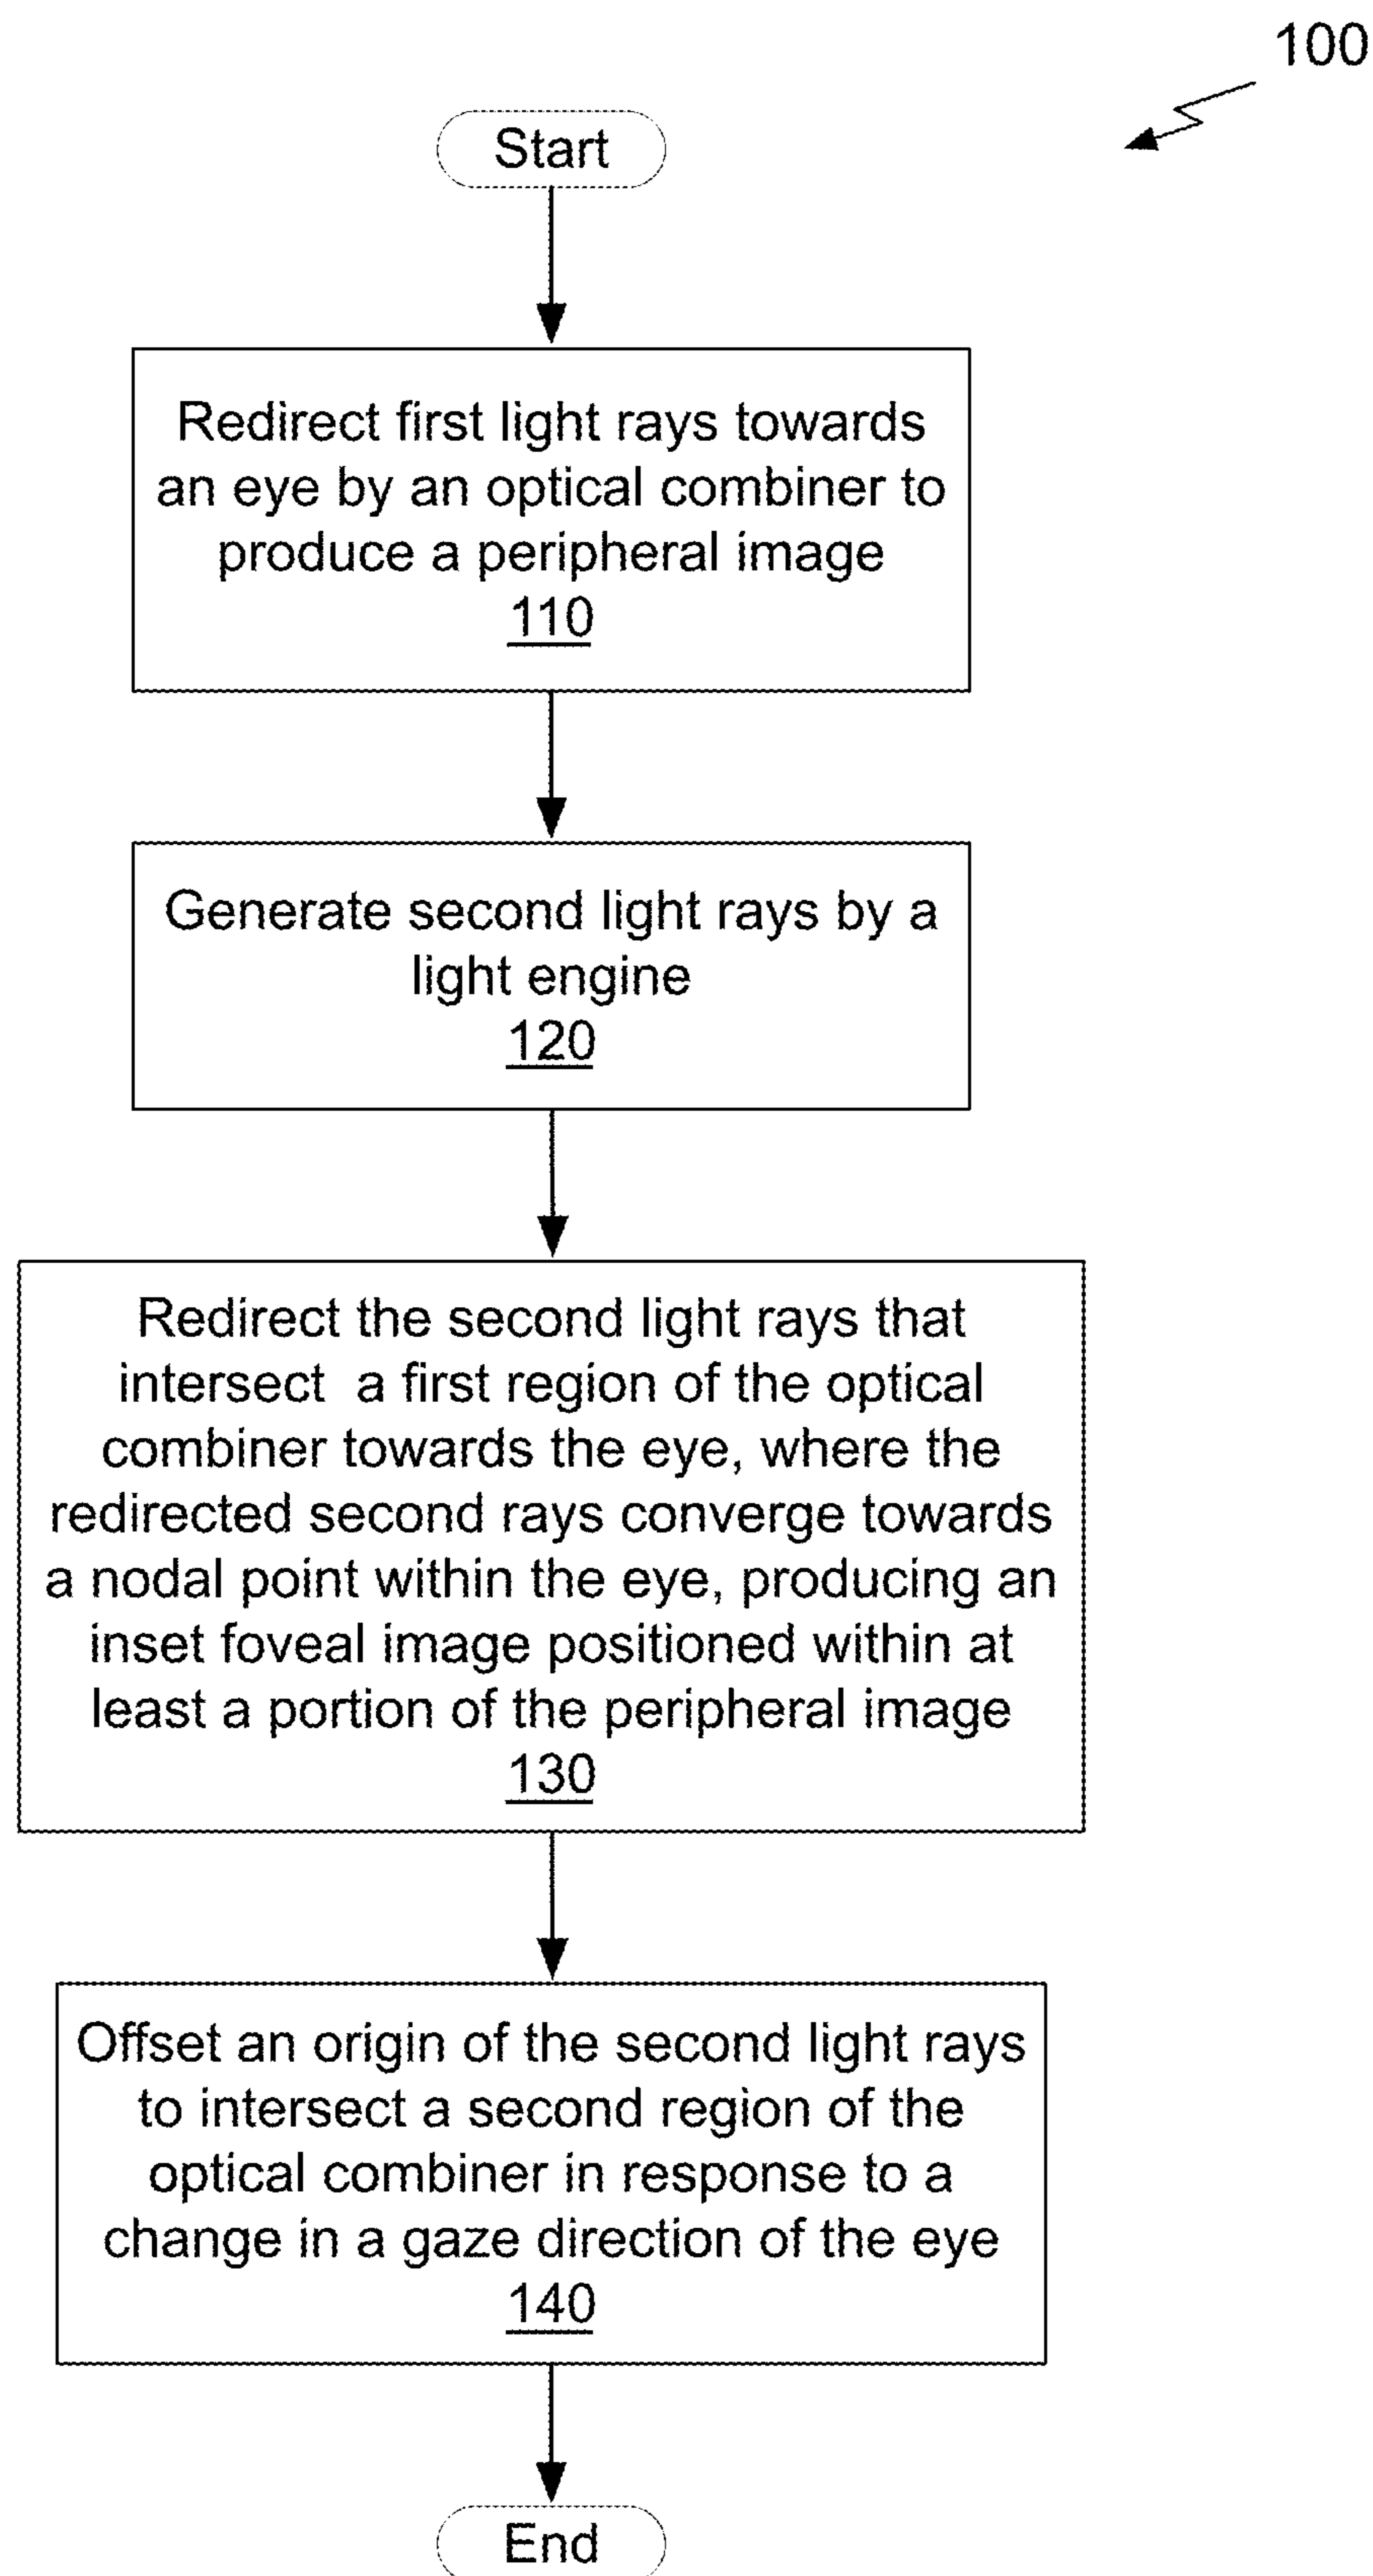 100
Start
Redirect first light rays towards
an eye by an optical combiner to
produce a peripheral image
110
Generate second light rays by a
light engine
120
Redirect the second light rays that
intersect a first region of the optical
combiner towards the eye, where the
redirected second rays converge towards
a nodal point within the eye, producing an
inset foveal image positioned within at
least a portion of the peripheral image
130
Offset an origin of the second light rays
to intersect a second region of the
optical combiner in response to a
change in a gaze direction of the eye
140
End